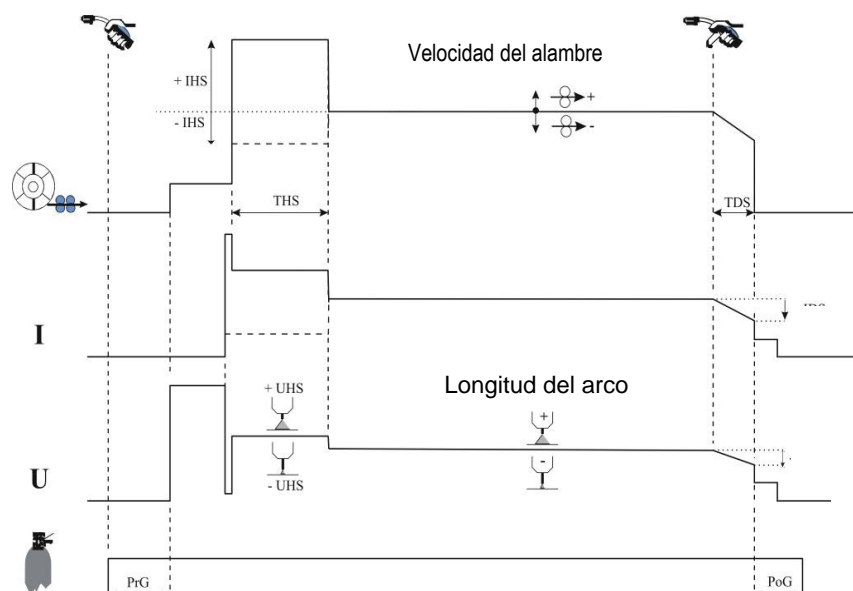 Velocidad del alambre
+ IHS
- IHS
+
-
THS
TDS
I
+ UHS
Longitud del arco
+
-
- UHS
U
PrG
PoG